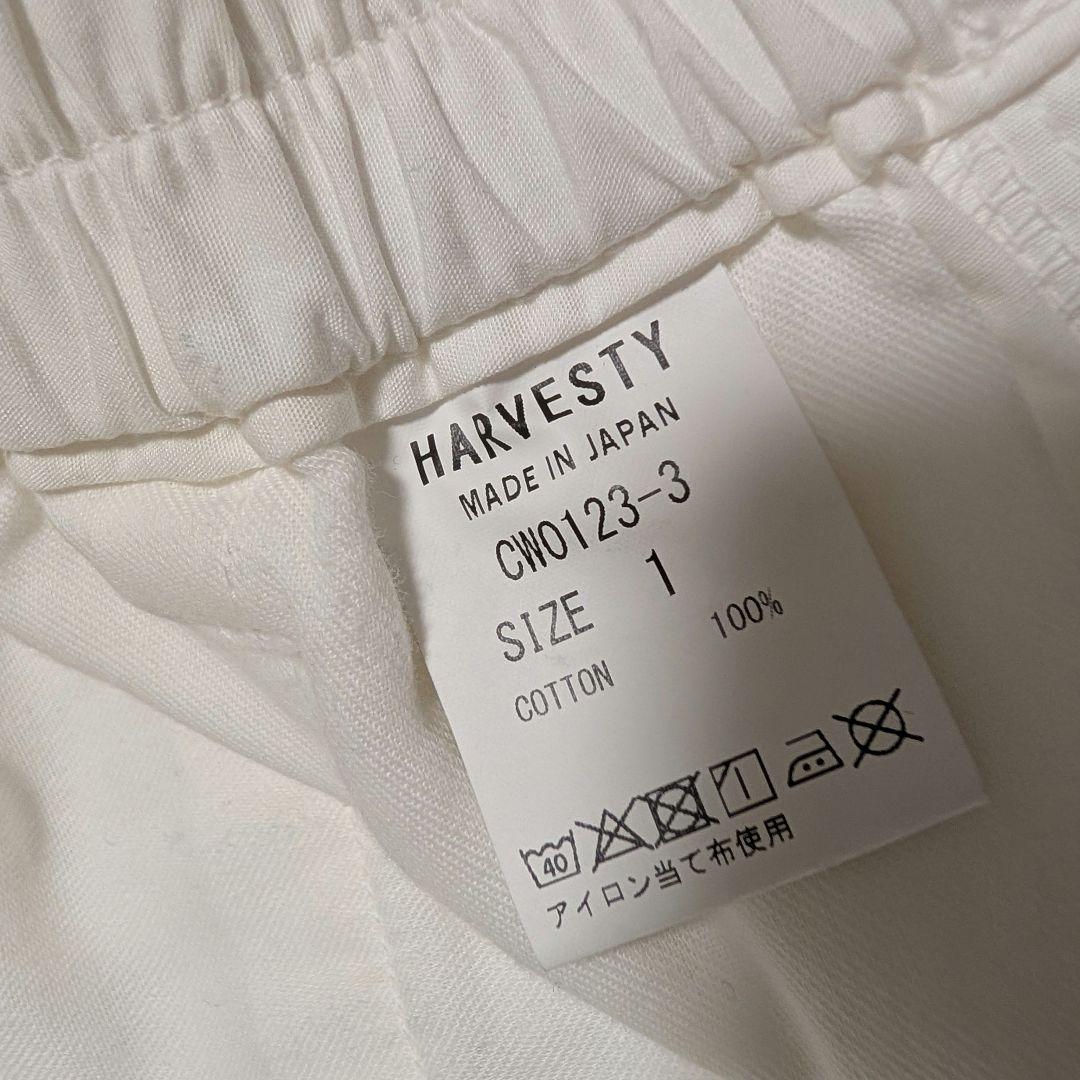 HARVESTY
MADE IN JAPAN
CW0123-3
SIZE 1
COTTON 100%
40
アイロン当て布使用